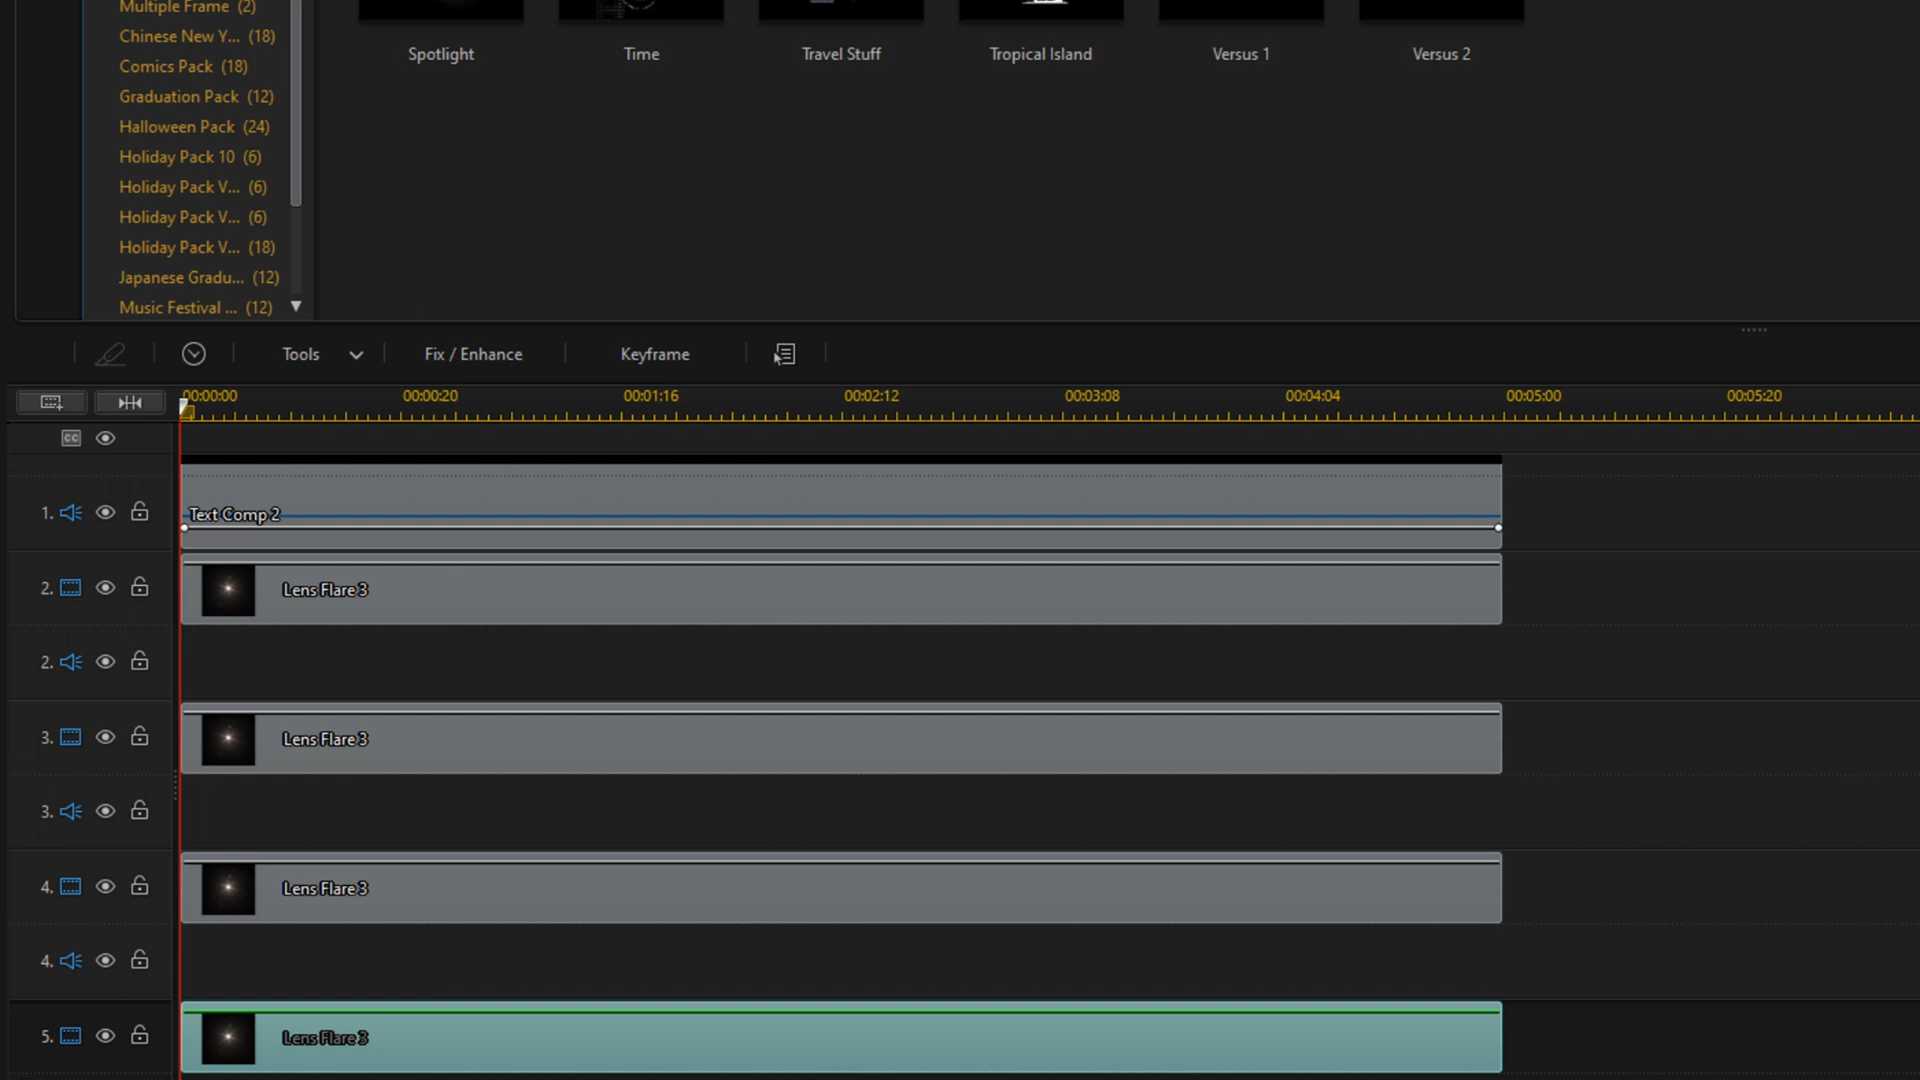 Multiple Frame (2)
Chinese New Y... (18)
Comics Pack (18)
Graduation Pack (12)
Halloween Pack (24)
Holiday Pack 10 (6)
Holiday Pack V... (6)
Holiday Pack V... (6)
Holiday Pack V... (18)
Japanese Gradu... (12)
Music Festival ... (12)
Spotlight
Time
Travel Stuff
Tropical Island
Versus 1
Versus 2
Tools
Fix / Enhance
Keyframe
00:00:00
00:00:20
00:01:16
00:02:12
00:03:08
00:04:04
00:05:00
00:05:20
CC
1.
Text Comp 2
2.
Lens Flare 3
2.
3.
Lens Flare 3
3.
4.
Lens Flare 3
4.
5.
Lens Flare 3